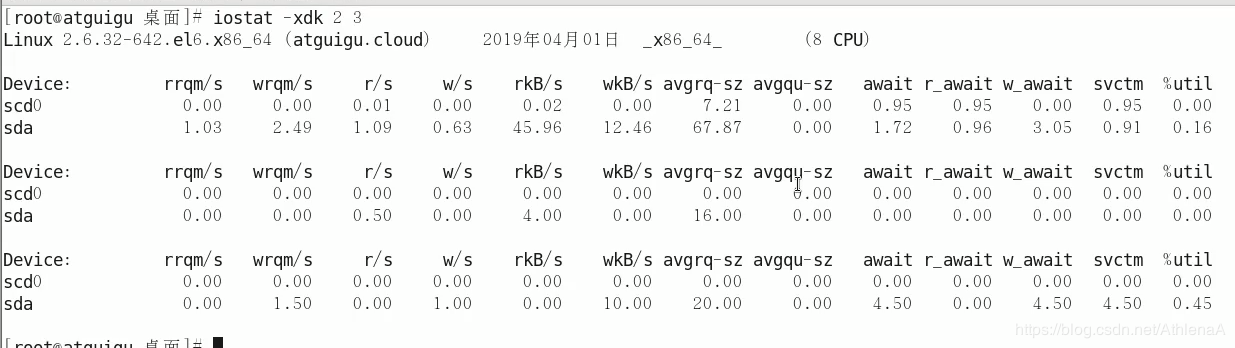 [root@atguigu 桌面]# iostat -xdk 2 3
Linux 2.6.32-642.el6.x86_64 (atguigu.cloud) 2019年04月01日 _x86_64_ (8 CPU)
Device: rrqm/s wrqm/s r/s w/s rkB/s wkB/s avgrq-sz avgqu-sz await r_await w_await svctm %util
scd0 0.00 0.00 0.01 0.00 0.02 0.00 7.21 0.00 0.95 0.95 0.00 0.95 0.00
sda 1.03 2.49 1.09 0.63 45.96 12.46 67.87 0.00 1.72 0.96 3.05 0.91 0.16
Device: rrqm/s wrqm/s r/s w/s rkB/s wkB/s avgrq-sz avgqu-sz await r_await w_await svctm %util
scd0 0.00 0.00 0.00 0.00 0.00 0.00 0.00 0.00 0.00 0.00 0.00 0.00 0.00
sda 0.00 0.00 0.50 0.00 4.00 0.00 16.00 0.00 0.00 0.00 0.00 0.00 0.00
Device: rrqm/s wrqm/s r/s w/s rkB/s wkB/s avgrq-sz avgqu-sz await r_await w_await svctm %util
scd0 0.00 0.00 0.00 0.00 0.00 0.00 0.00 0.00 0.00 0.00 0.00 0.00 0.00
sda 0.00 1.50 0.00 1.00 0.00 10.00 20.00 0.00 4.50 0.00 4.50 4.50 0.45
https://blog.csdn.net/AthlenaA
[root@atguigu 桌面]#